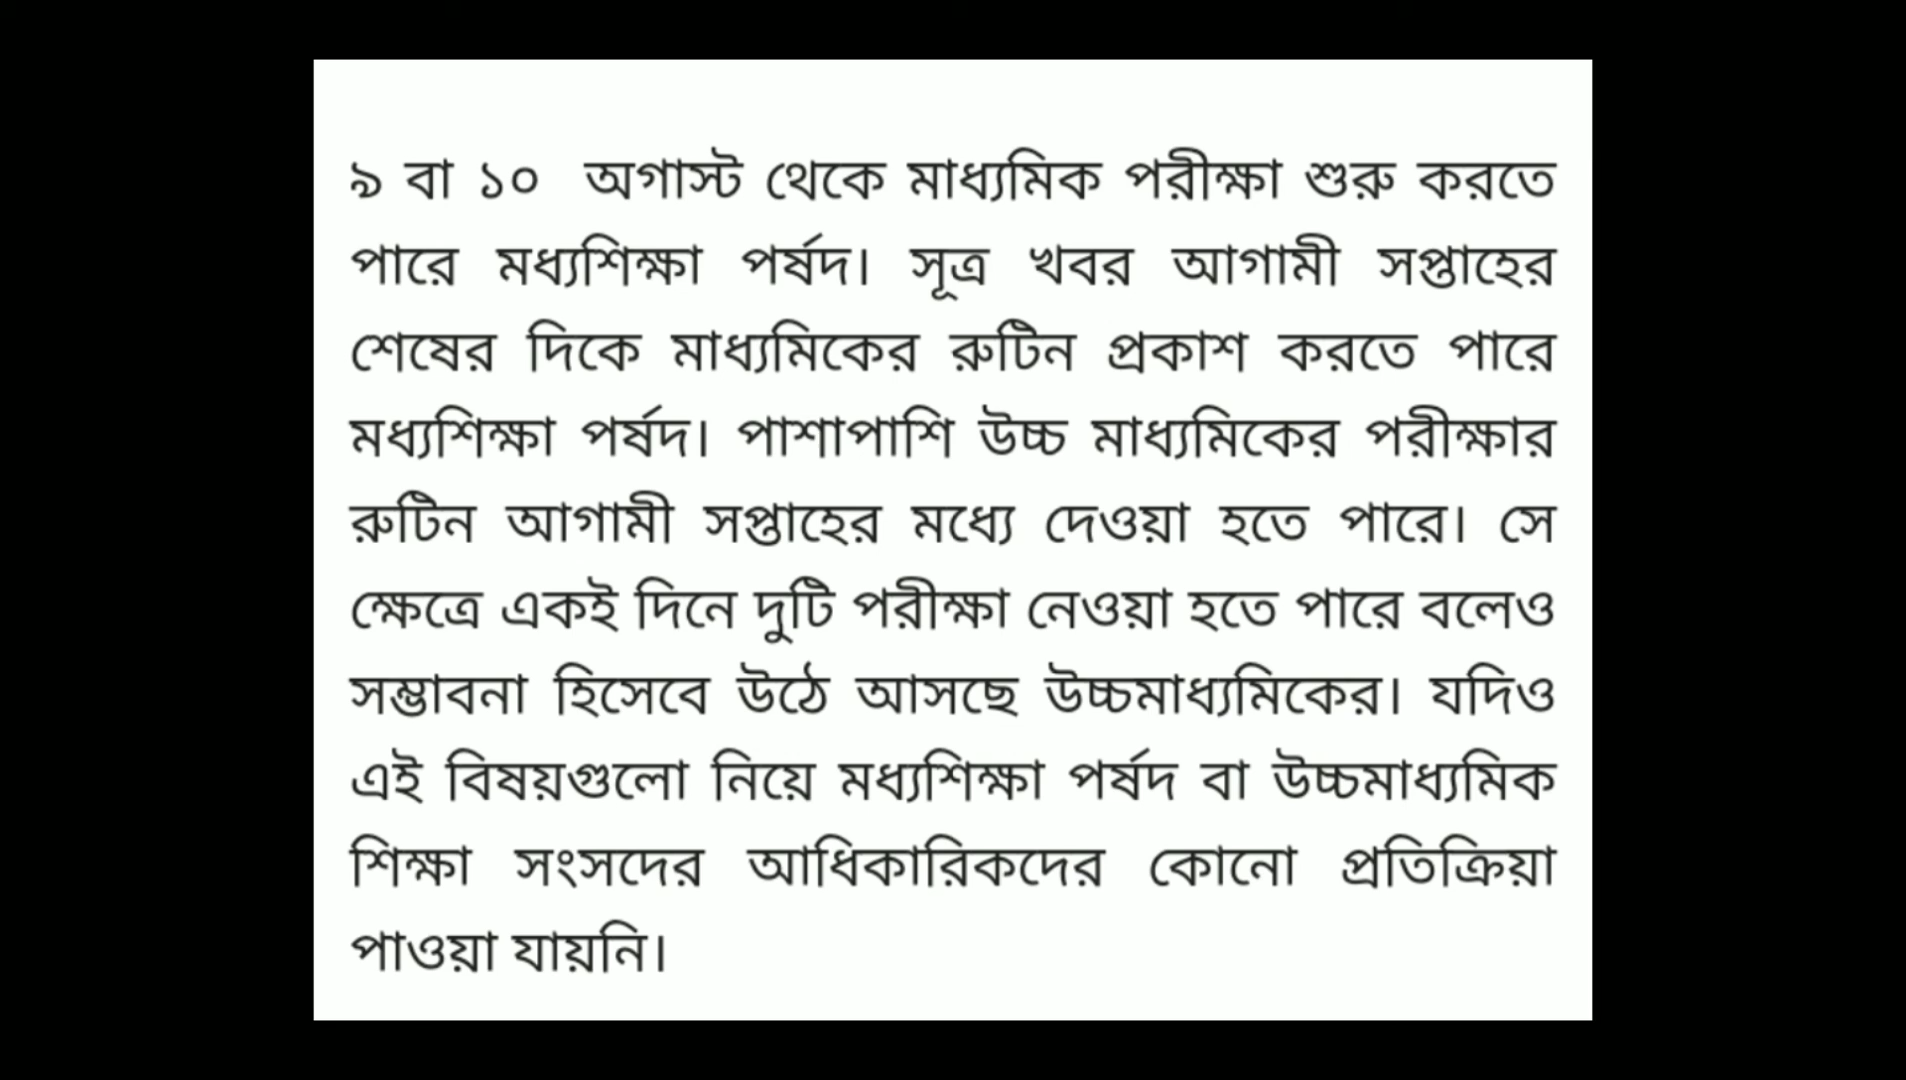 ৯ বা ১০ অগাস্ট থেকে মাধ্যমিক পরীক্ষা শুরু করতে
পারে মধ্যশিক্ষা পর্ষদ। সূত্র খবর আগামী সপ্তাহের
শেষের দিকে মাধ্যমিকের রুটিন প্রকাশ করতে পারে
মধ্যশিক্ষা পর্ষদ। পাশাপাশি উচ্চ মাধ্যমিকের পরীক্ষার
রুটিন আগামী সপ্তাহের মধ্যে দেওয়া হতে পারে। সে
ক্ষেত্রে একই দিনে দুটি পরীক্ষা নেওয়া হতে পারে বলেও
সম্ভাবনা হিসেবে উঠে আসছে উচ্চমাধ্যমিকের। যদিও
এই বিষয়গুলো নিয়ে মধ্যশিক্ষা পর্ষদ বা উচ্চমাধ্যমিক
শিক্ষা সংসদের আধিকারিকদের কোনো প্রতিক্রিয়া
পাওয়া যায়নি।